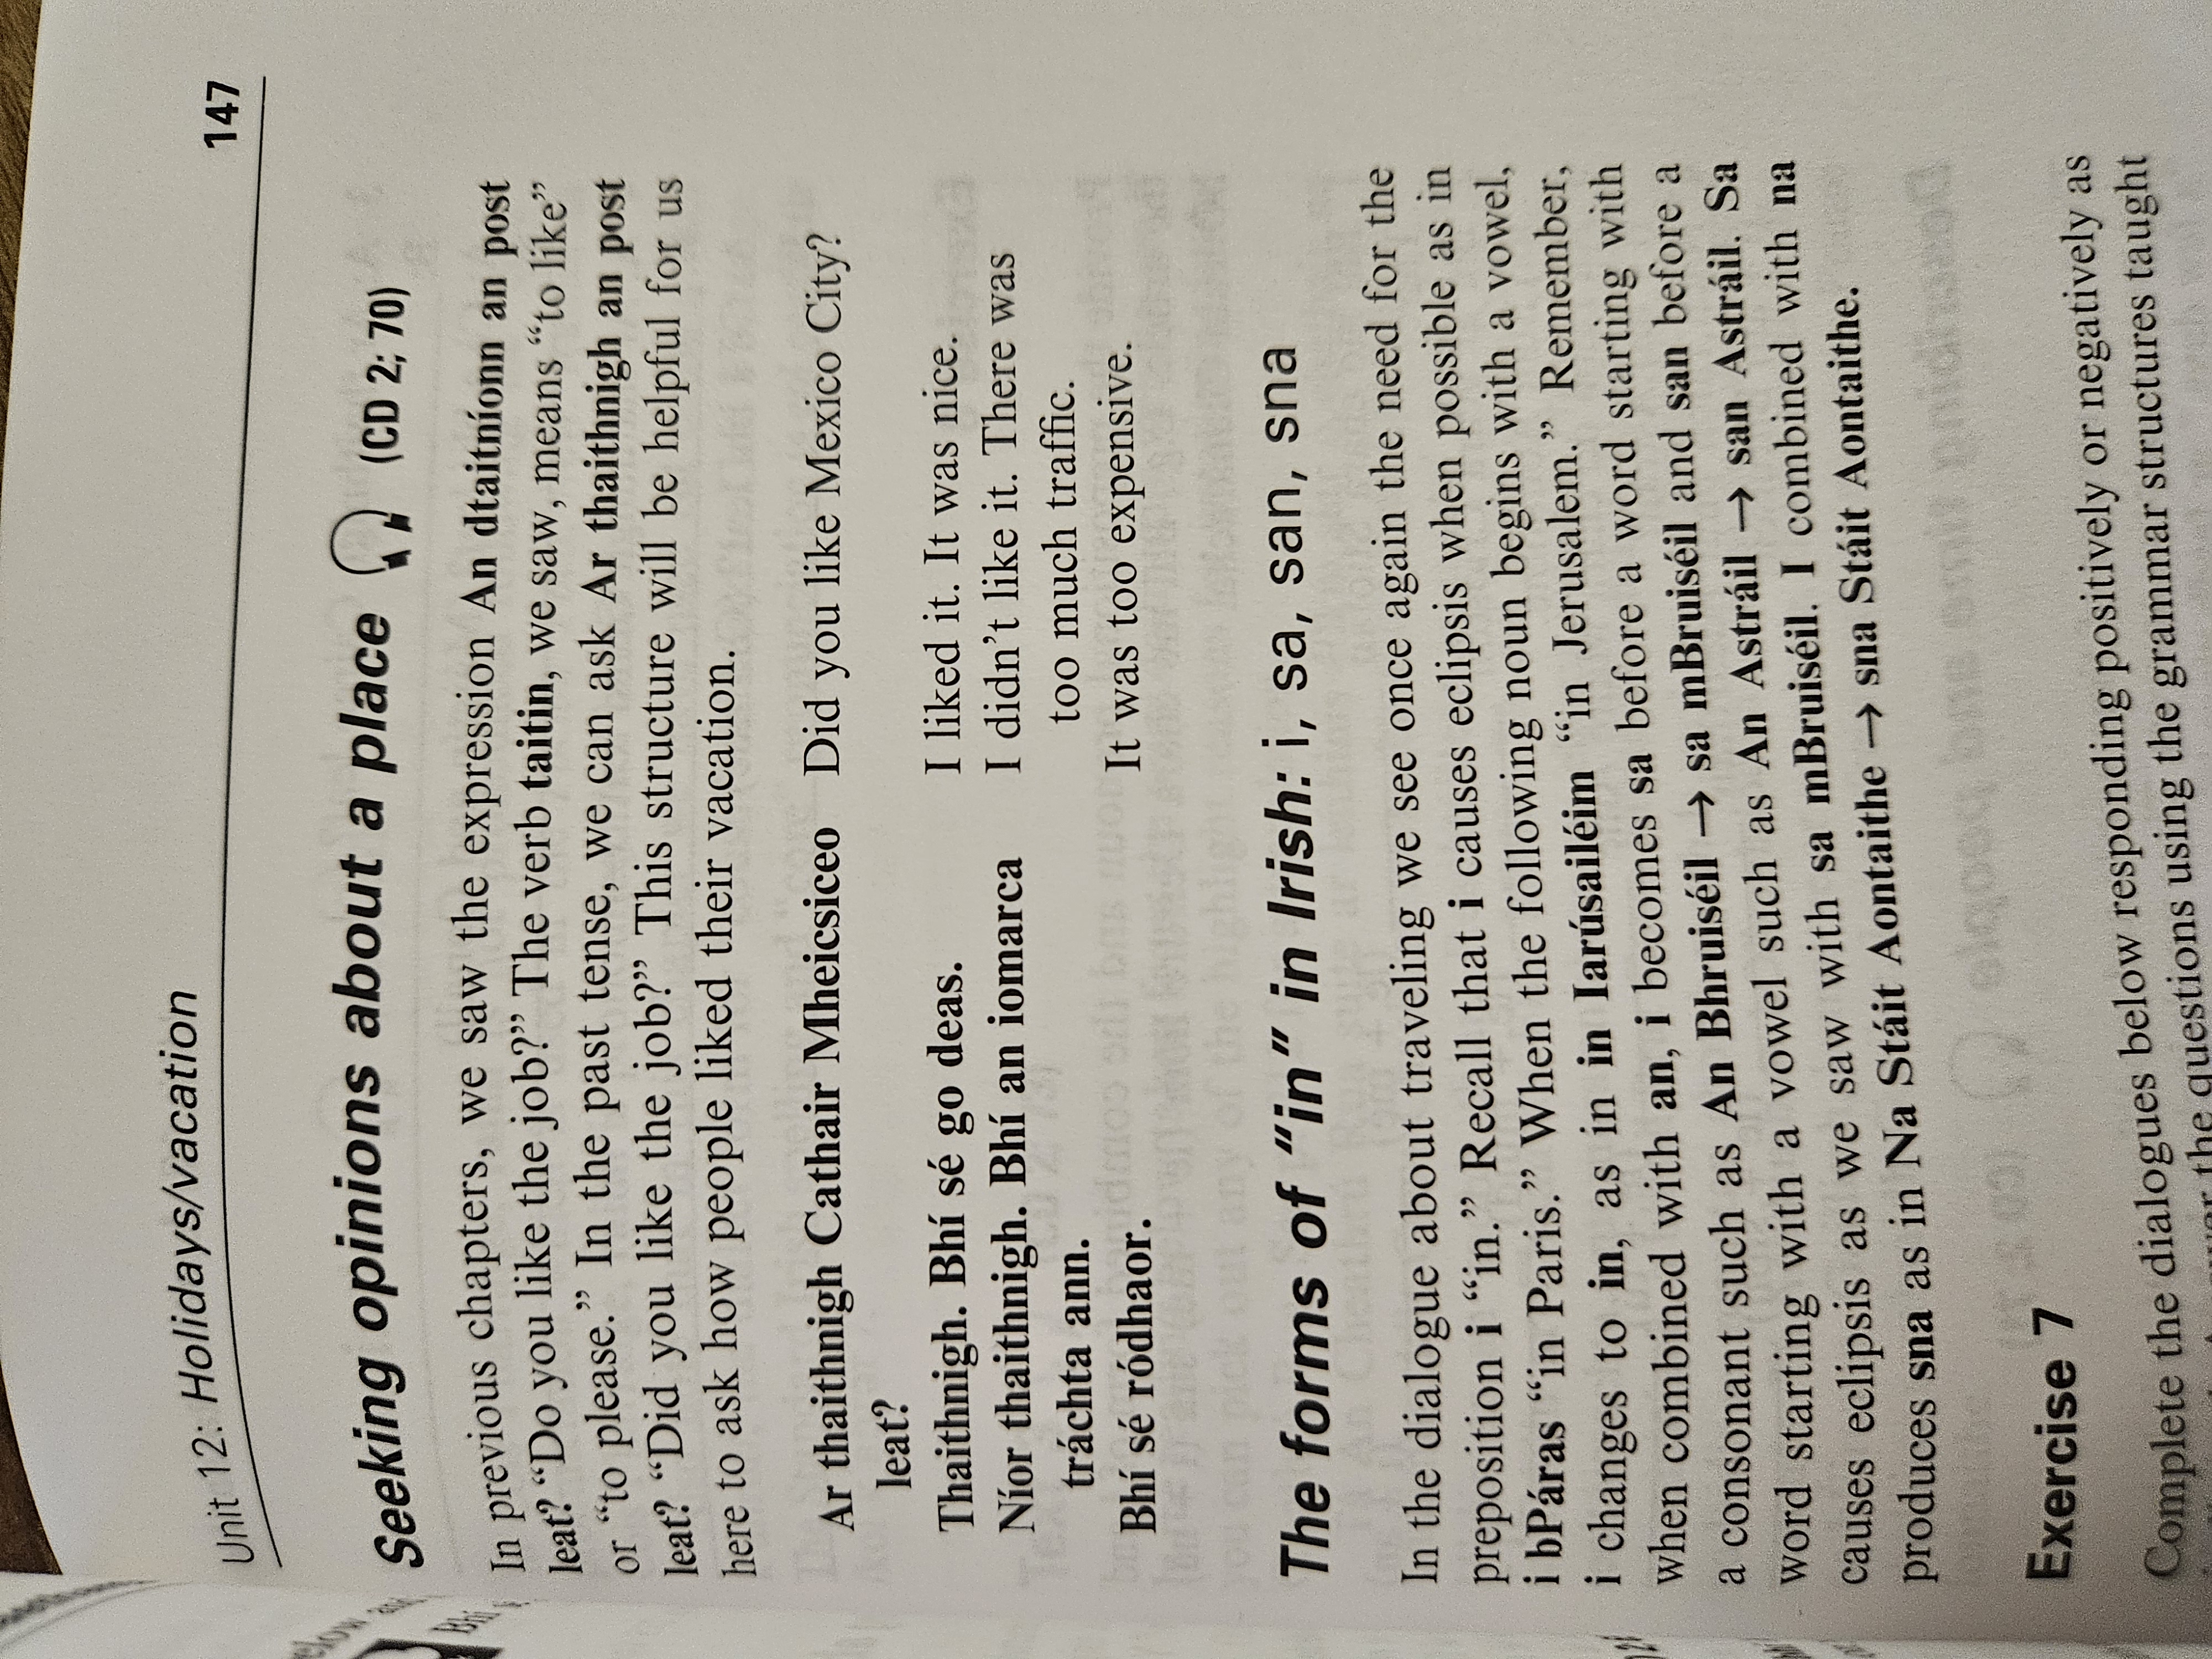 Unit 12: Holidays/vacation 147
Seeking opinions about a place (CD 2; 70)
In previous chapters, we saw the expression An dtaitníonn an post
leat? “Do you like the job?” The verb taitin, we saw, means “to like”
or “to please.” In the past tense, we can ask Ar thaithnigh an post
leat? “Did you like the job?” This structure will be helpful for us
here to ask how people liked their vacation.
Ar thaithnigh Cathair Mheicsiceo Did you like Mexico City?
leat?
Thaithnigh. Bhí sé go deas. I liked it. It was nice.
Níor thaithnigh. Bhí an iomarca I didn’t like it. There was
tráchta ann. too much traffic.
Bhí sé ródhaor. It was too expensive.
The forms of “in” in Irish: i, sa, san, sna
In the dialogue about traveling we see once again the need for the
preposition i “in.” Recall that i causes eclipsis when possible as in
i bPáras “in Paris.” When the following noun begins with a vowel,
i changes to in, as in in Iarúsailéim “in Jerusalem.” Remember,
when combined with an, i becomes sa before a word starting with
a consonant such as An Bhruiséil → sa mBruiséil and san before a
word starting with a vowel such as An Astráil → san Astráil. Sa
causes eclipsis as we saw with sa mBruiséil. I combined with na
produces sna as in Na Stáit Aontaithe → sna Stáit Aontaithe.
Exercise 7
Complete the dialogues below responding positively or negatively as
the questions using the grammar structures taught